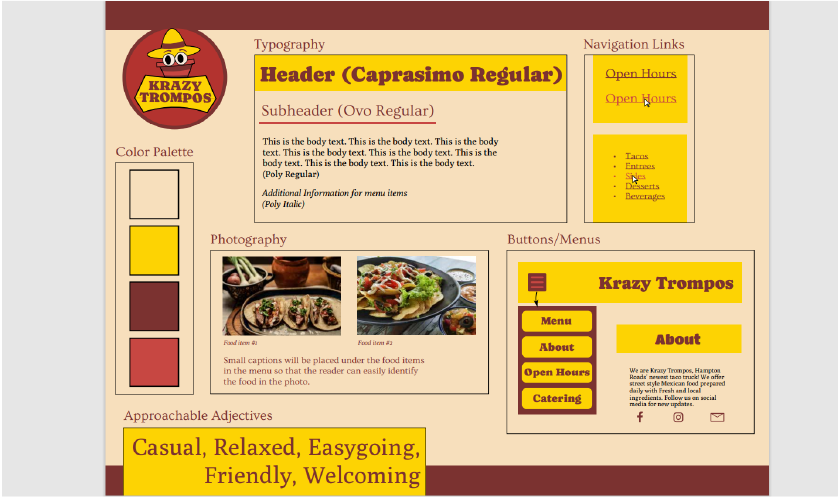 KRAZY
TROMPOS
Typography
Header (Caprasimo Regular)
Subheader (Ovo Regular)
This is the body text. This is the body text. This is the body
text. This is the body text. This is the body text. This is the
body text. This is the body text. This is the body text.
(Poly Regular)
Additional Information for menu items
(Poly Italic)
Navigation Links
Open Hours
Open Hours
• Tacos
• Entrees
• Sides
• Desserts
• Beverages
Color Palette
Photography
Food item #1
Food item #2
Small captions will be placed under the food items
in the menu so that the reader can easily identify
the food in the photo.
Buttons/Menus
Krazy Trompos
Menu
About
Open Hours
Catering
About
We are Krazy Trompos, Hampton
Roads' newest taco truck! We offer
street style Mexican food prepared
daily with Fresh and local
ingredients. Follow us on social
media for new updates.
Approachable Adjectives
Casual, Relaxed, Easygoing,
Friendly, Welcoming